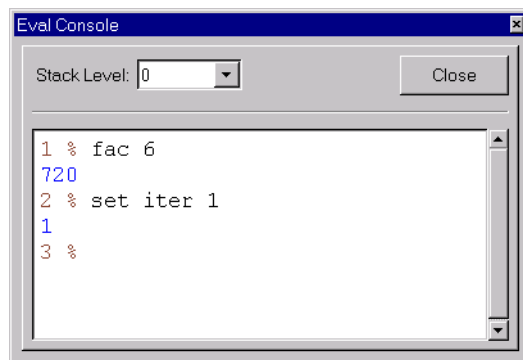 Eval Console
Stack Level: 0 Close
1 % fac 6
720
2 % set iter 1
1
3 %